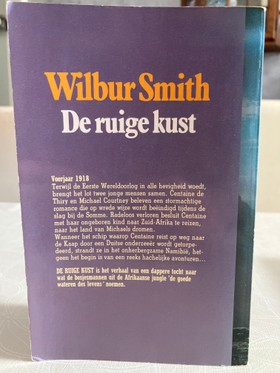 Wilbur Smith
De ruige kust
Voorjaar 1918
Terwijl de Eerste Wereldoorlog in alle hevigheid woedt,
brengt het lot twee jonge mensen samen. Centaine de
Thiry en Michael Courtney beleven een stormachtige
romance die op wrede wijze wordt beëindigd tijdens de
slag bij de Somme. Radeloos verloren besluit Centaine
met haar ongeboren kind naar Zuid-Afrika te reizen,
naar het land van Michaels dromen.
Wanneer het schip waarop Centaine reist op weg naar
de Kaap door een Duitse onderzeeër wordt getorpe-
deerd, strandt ze in het onherbergzame Namibië, het-
geen het begin is van een reeks hachelijke avonturen...
DE RUIGE KUST is het verhaal van een dappere tocht naar
wat de bosjesmannen uit de Afrikaanse jungle 'de goede
wateren des levens' noemen.